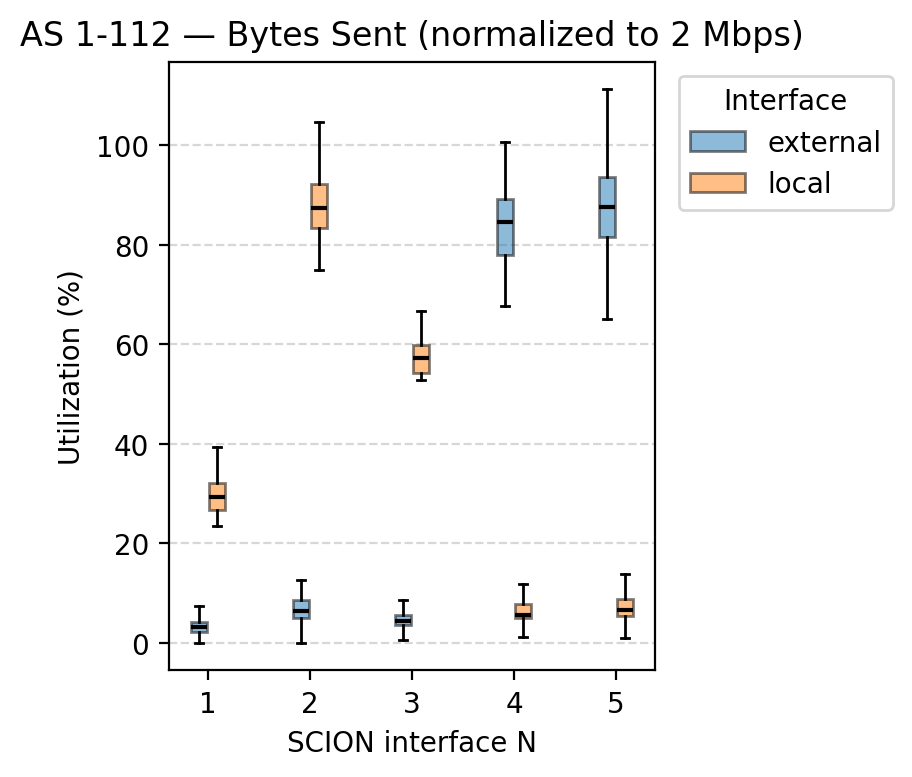 AS 1-112 — Bytes Sent (normalized to 2 Mbps)
Interface
external
local
Utilization (%)
100
80
60
40
20
0
1 2 3 4 5
SCION interface N